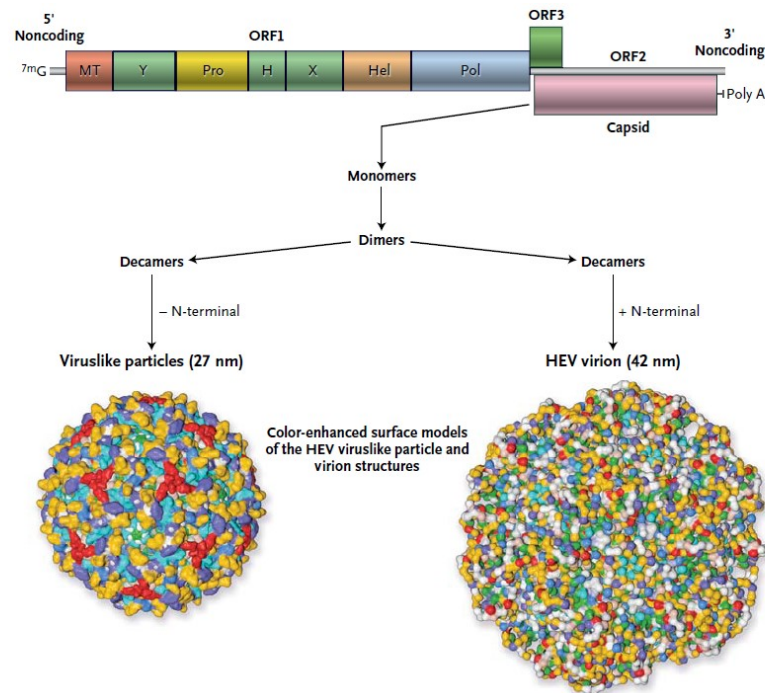 5'
Noncoding
ORF1
ORF3
ORF2
3'
Noncoding
7mG
MT
Y
Pro
H
X
Hel
Pol
Poly A
Capsid
Monomers
Dimers
Decamers
Decamers
– N-terminal
+ N-terminal
Viruslike particles (27 nm)
HEV virion (42 nm)
Color-enhanced surface models
of the HEV viruslike particle and
virion structures